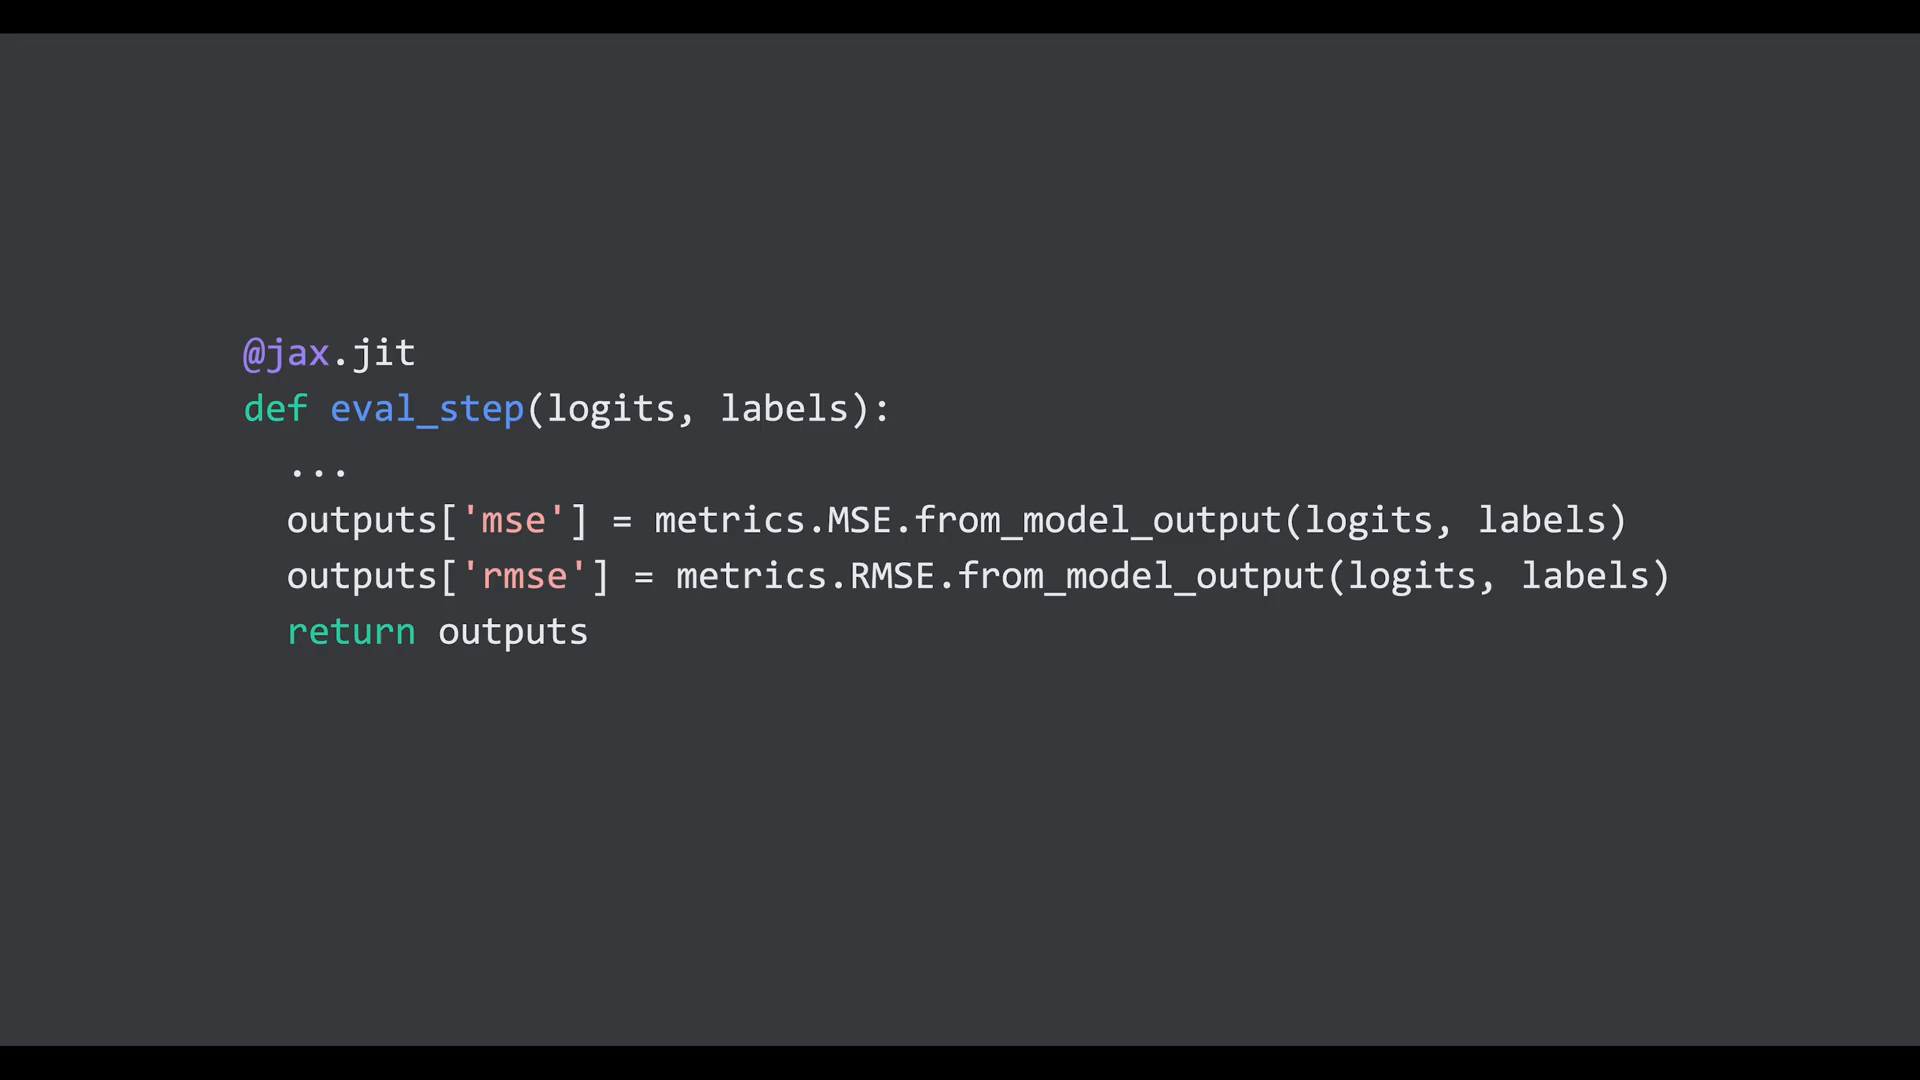 @jax.jit
def eval_step(logits, labels):
  ...
  outputs['mse'] = metrics.MSE.from_model_output(logits, labels)
  outputs['rmse'] = metrics.RMSE.from_model_output(logits, labels)
  return outputs